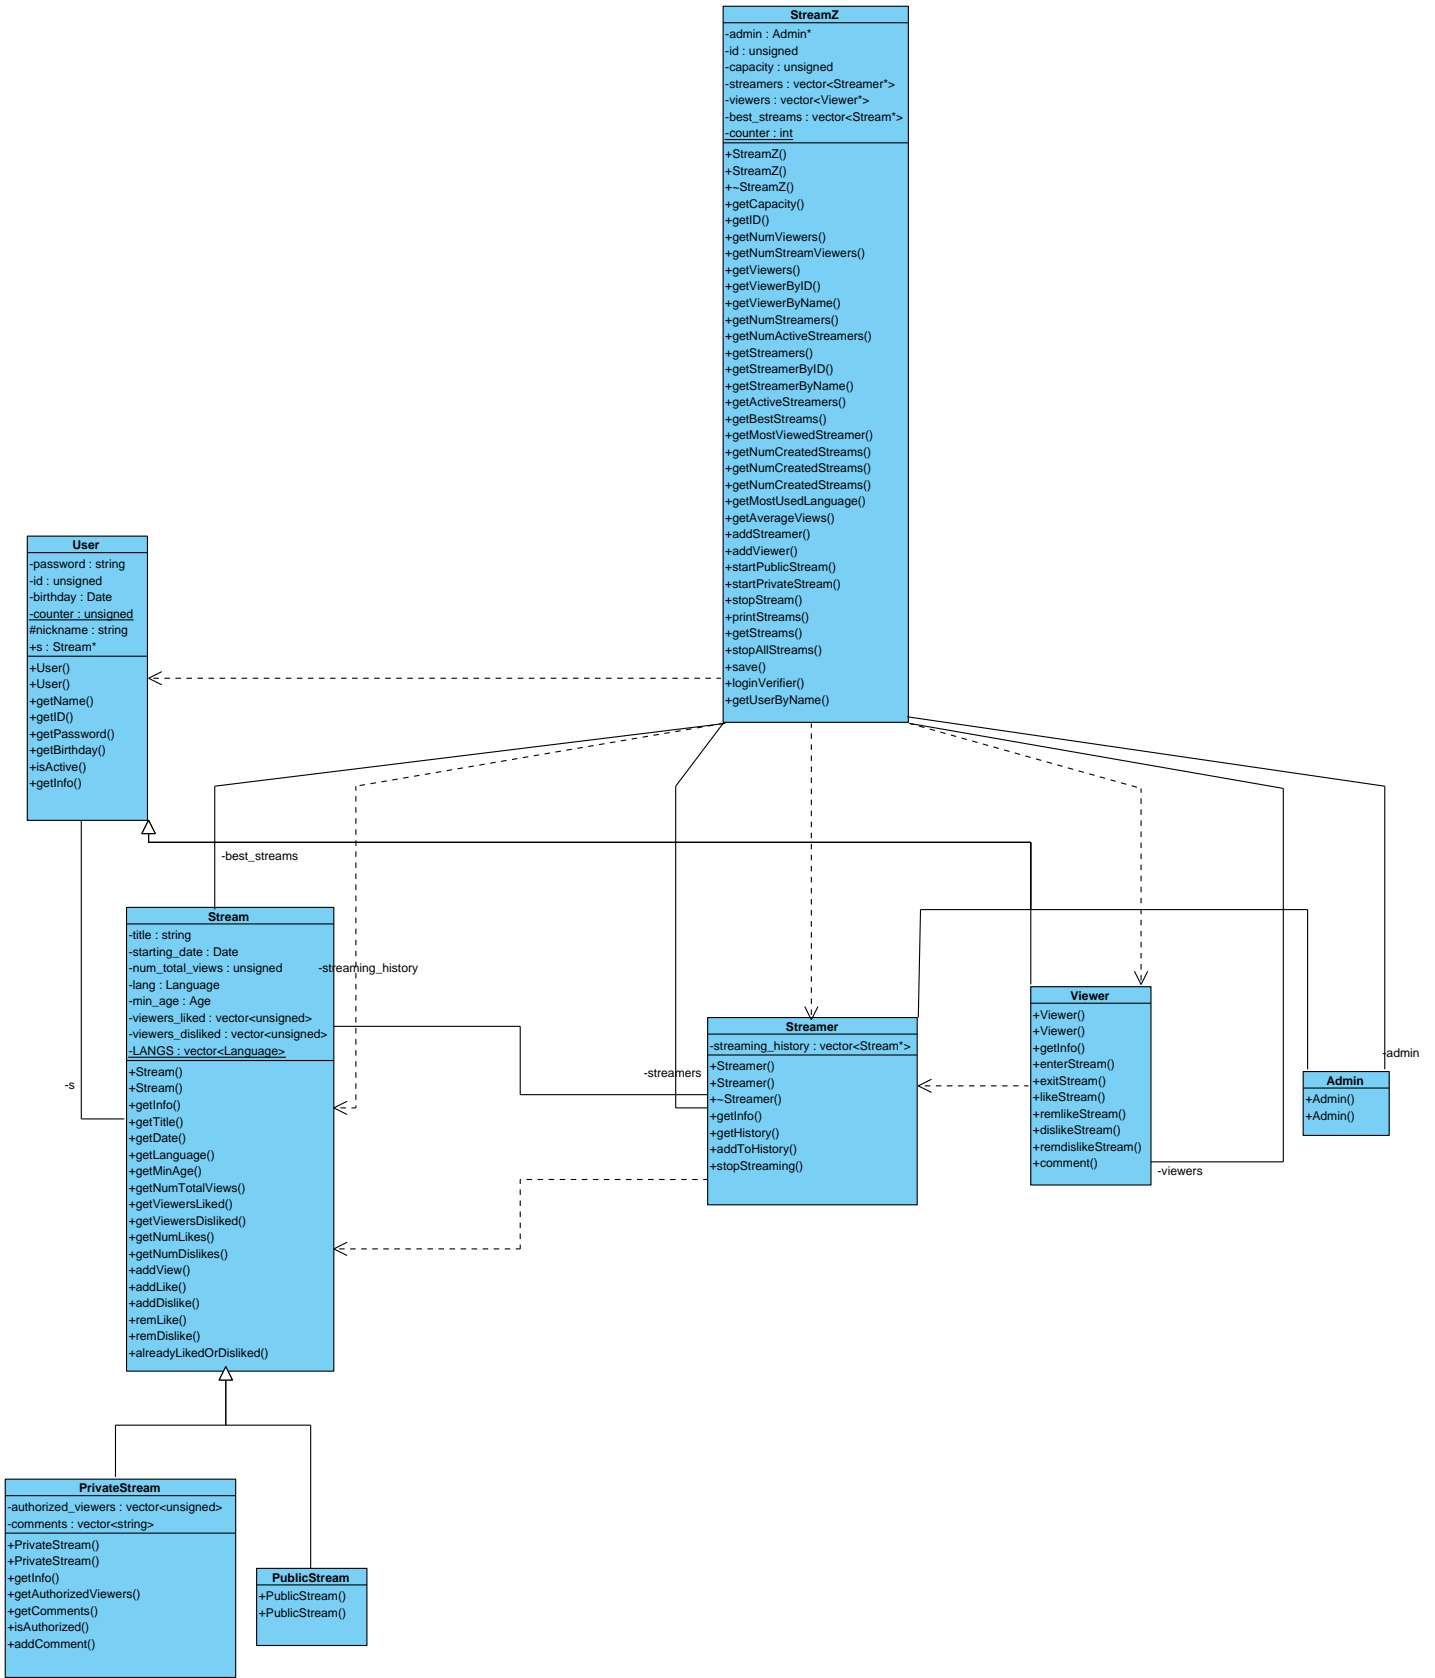 StreamZ
-admin : Admin*
-id : unsigned
-capacity : unsigned
-streamers : vector<Streamer*>
-viewers : vector<Viewer*>
-best_streams : vector<Stream*>
-counter : int
+StreamZ()
+StreamZ()
+~StreamZ()
+getCapacity()
+getID()
+getNumViewers()
+getNumStreamViewers()
+getViewers()
+getViewerByID()
+getViewerByName()
+getNumStreamers()
+getNumActiveStreamers()
+getStreamers()
+getStreamerByID()
+getStreamerByName()
+getActiveStreamers()
+getBestStreams()
+getMostViewedStreamer()
+getNumCreatedStreams()
+getNumCreatedStreams()
+getNumCreatedStreams()
+getMostUsedLanguage()
+getAverageViews()
+addStreamer()
+addViewer()
+startPublicStream()
+startPrivateStream()
+stopStream()
+printStreams()
+getStreams()
+stopAllStreams()
+save()
+loginVerifier()
+getUserByName()
User
-password : string
-id : unsigned
-birthday : Date
-counter : unsigned
#nickname : string
+s : Stream*
+User()
+User()
+getName()
+getID()
+getPassword()
+getBirthday()
+isActive()
+getInfo()
-best_streams
Stream
-title : string
-starting_date : Date
-num_total_views : unsigned
-lang : Language
-min_age : Age
-viewers_liked : vector<unsigned>
-viewers_disliked : vector<unsigned>
-LANGS : vector<Language>
+Stream()
+Stream()
+getInfo()
+getTitle()
+getDate()
+getLanguage()
+getMinAge()
+getNumTotalViews()
+getViewersLiked()
+getViewersDisliked()
+getNumLikes()
+getNumDislikes()
+addView()
+addLike()
+addDislike()
+remLike()
+remDislike()
+alreadyLikedOrDisliked()
-streaming_history
-s
-streamers
Streamer
-streaming_history : vector<Stream*>
+Streamer()
+Streamer()
+~Streamer()
+getInfo()
+getHistory()
+addToHistory()
+stopStreaming()
Viewer
+Viewer()
+Viewer()
+getInfo()
+enterStream()
+exitStream()
+likeStream()
+remlikeStream()
+dislikeStream()
+remdislikeStream()
+comment()
-viewers
-admin
Admin
+Admin()
+Admin()
PrivateStream
-authorized_viewers : vector<unsigned>
-comments : vector<string>
+PrivateStream()
+PrivateStream()
+getInfo()
+getAuthorizedViewers()
+getComments()
+isAuthorized()
+addComment()
PublicStream
+PublicStream()
+PublicStream()